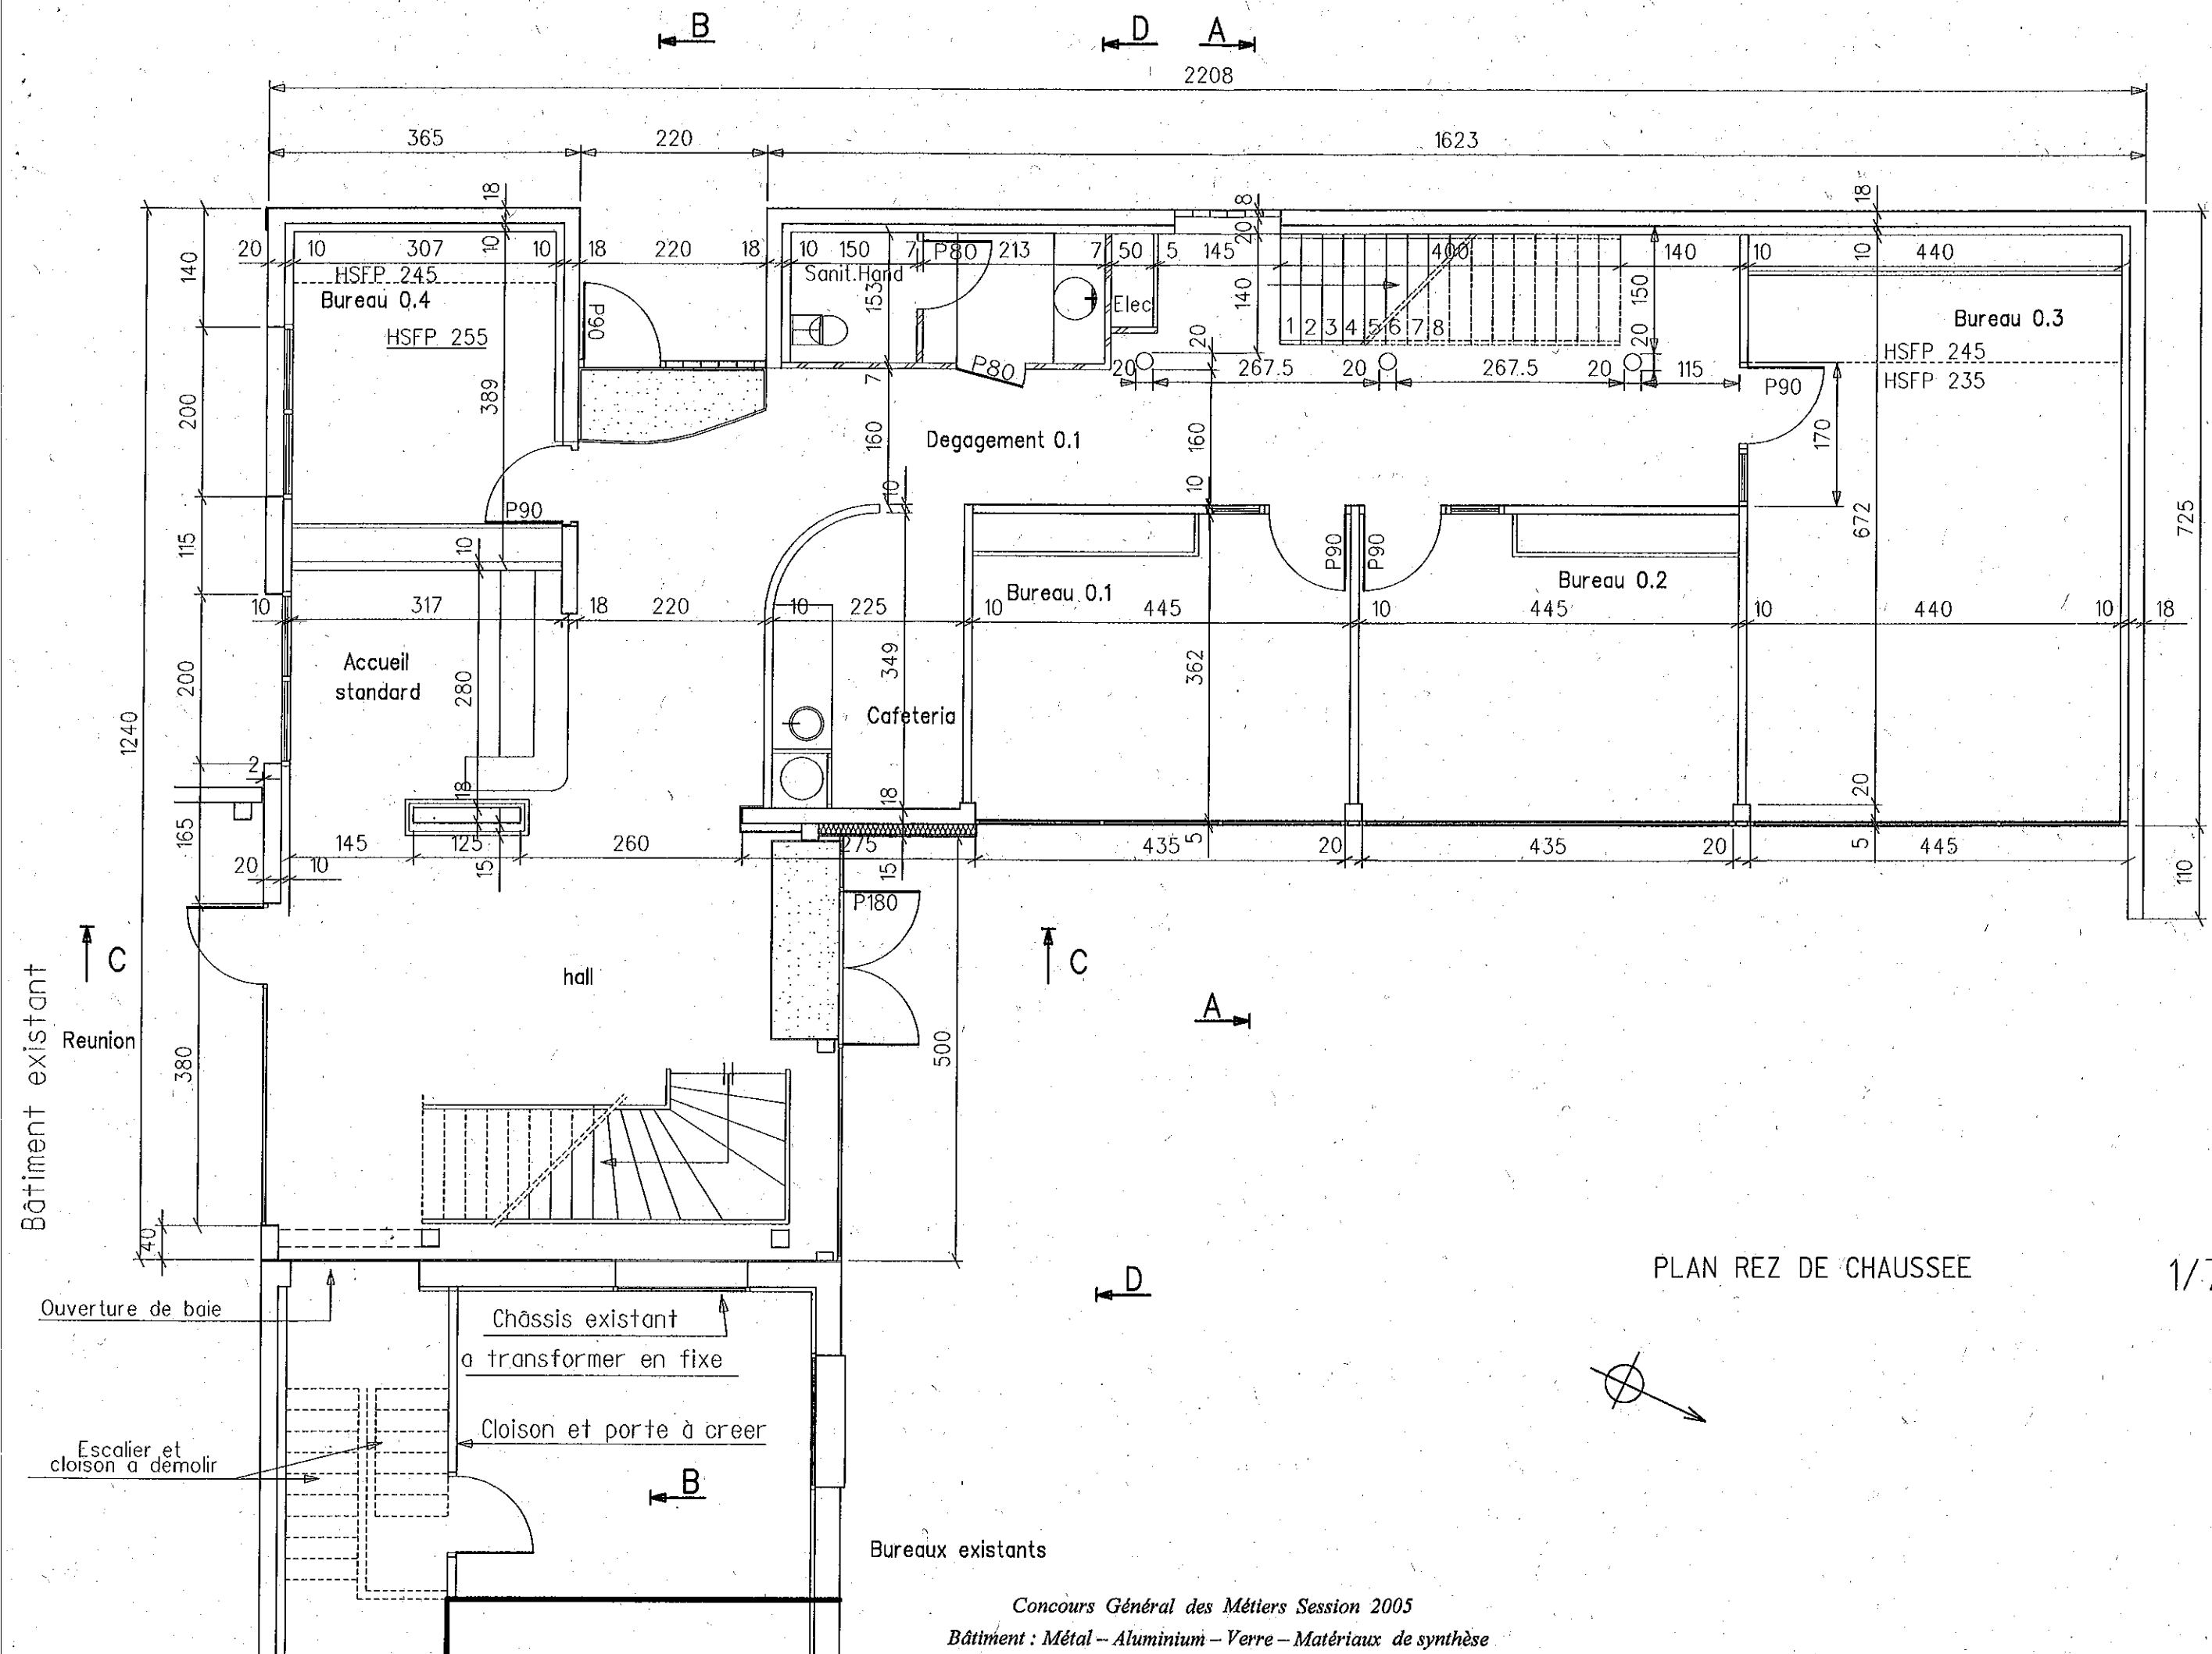 B
D
A
2208
365
220
1623
18
8
18
20
10
307
10
10
18
220
18
10
150
7
P80
213
7
50
5
145
20
400
140
10
10
440
140
HSFP 245
Sanit.Hand
Bureau 0.4
153
Elec
140
150
P90
HSFP 255
1 2 3 4 5 6 7 8
Bureau 0.3
20
20
HSFP 245
P80
20
267.5
20
267.5
20
115
HSFP 235
7
P90
389
200
160
Degagement 0.1
160
170
10
10
P90
672
725
115
10
P90
P90
Bureau 0.1
Bureau 0.2
10
317
18
220
10
225
10
445
10
445
10
440
10
18
Accueil
standard
200
280
349
362
Cafeteria
1240
2
18
18
20
165
145
125
260
275
435
5
20
435
20
5
445
20
10
15
15
110
P180
C
C
hall
A
Bâtiment existant
Reunion
380
500
40
D
PLAN REZ DE CHAUSSEE
1/7
Ouverture de baie
Châssis existant
a transformer en fixe
Cloison et porte à creer
Escalier et
cloison a demolir
B
Bureaux existants
Concours Général des Métiers Session 2005
Bâtiment : Métal – Aluminium – Verre – Matériaux de synthèse